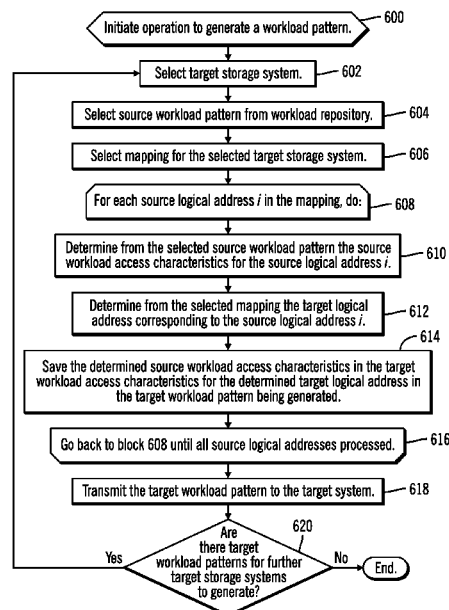 Initiate operation to generate a workload pattern.
600
Select target storage system.
602
Select source workload pattern from workload repository.
604
Select mapping for the selected target storage system.
606
For each source logical address i in the mapping, do:
608
Determine from the selected source workload pattern the source
workload access characteristics for the source logical address i.
610
Determine from the selected mapping the target logical
address corresponding to the source logical address i.
612
614
Save the determined source workload access characteristics in the target
workload access characteristics for the determined target logical address in
the target workload pattern being generated.
Go back to block 608 until all source logical addresses processed.
616
Transmit the target workload pattern to the target system.
618
620
Are
there target
workload patterns for further
target storage systems
to generate?
Yes
No
End.